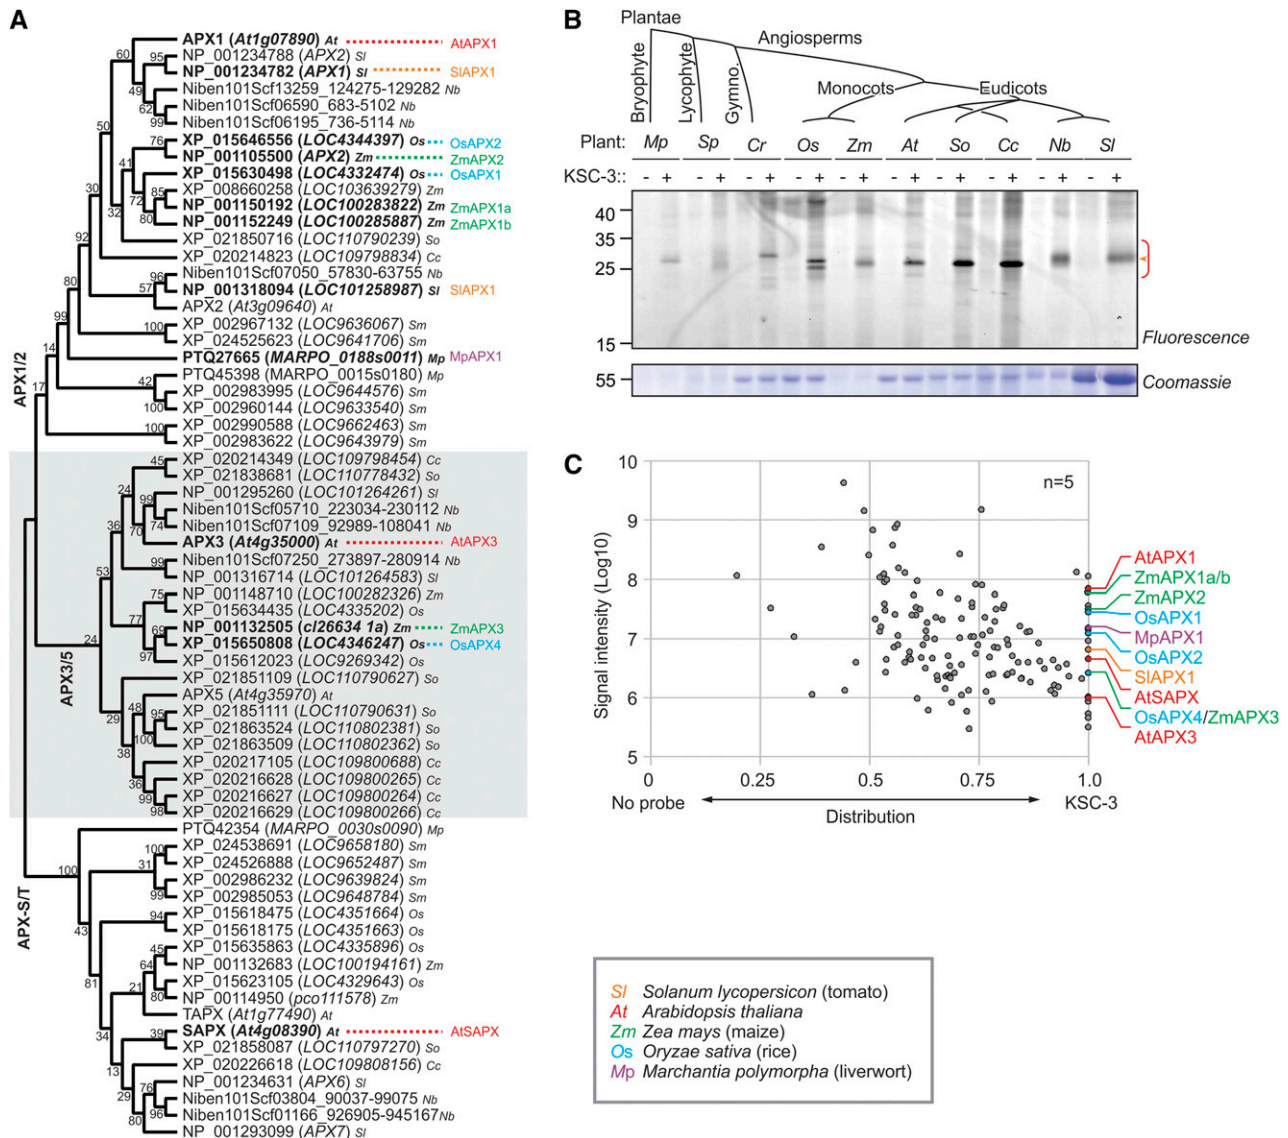 A
APX1 (At1g07890) At AtAPX1
NP_001234788 (APX2) Sl
NP_001234782 (APX1) Sl SlAPX1
Niben101Scf13259_124275-129282 Nb
Niben101Scf06590_683-5102 Nb
Niben101Scf06195_736-5114 Nb
XP_015646556 (LOC4344397) Os OsAPX2
NP_001105500 (APX2) Zm ZmAPX2
XP_015630498 (LOC4332474) Os OsAPX1
XP_008660258 (LOC103639279) Zm
NP_001150192 (LOC100283822) Zm ZmAPX1a
NP_001152249 (LOC100285887) Zm ZmAPX1b
XP_021850716 (LOC110790239) So
XP_020214823 (LOC109798834) Cc
Niben101Scf07050_57830-63755 Nb
NP_001318094 (LOC101258987) Sl SlAPX1
APX2 (At3g09640) At
XP_002967132 (LOC9636067) Sm
XP_024525623 (LOC9641706) Sm
PTQ27665 (MARPO_0188s0011) Mp MpAPX1
PTQ45398 (MARPO_0015s0180) Mp
XP_002983995 (LOC9644576) Sm
XP_002960144 (LOC9633540) Sm
XP_002990588 (LOC9662463) Sm
XP_002983622 (LOC9643979) Sm
XP_020214349 (LOC109798454) Cc
XP_021838681 (LOC110778432) So
NP_001295260 (LOC101264261) Sl
Niben101Scf05710_223034-230112 Nb
Niben101Scf07109_92989-108041 Nb
APX3 (At4g35000) At AtAPX3
Niben101Scf07250_273897-280914 Nb
NP_001316714 (LOC101264583) Sl
NP_001148710 (LOC100282326) Zm
XP_015634435 (LOC4335202) Os
NP_001132505 (cl26634_1a) Zm ZmAPX3
XP_015650808 (LOC4346247) Os OsAPX4
XP_015612023 (LOC9269342) Os
XP_021851109 (LOC110790627) So
APX5 (At4g35970) At
XP_021851111 (LOC110790631) So
XP_021863524 (LOC110802381) So
XP_021863509 (LOC110802362) So
XP_020217105 (LOC109800688) Cc
XP_020216628 (LOC109800265) Cc
XP_020216627 (LOC109800264) Cc
XP_020216629 (LOC109800266) Cc
PTQ42354 (MARPO_0030s0090) Mp
XP_024538691 (LOC9658180) Sm
XP_024526888 (LOC9652487) Sm
XP_002986232 (LOC9639824) Sm
XP_002985053 (LOC9648784) Sm
XP_015618475 (LOC4351664) Os
XP_015618175 (LOC4351663) Os
XP_015635863 (LOC4335896) Os
NP_001132683 (LOC100194161) Zm
XP_015623105 (LOC4329643) Os
NP_00114950 (pco111578) Zm
TAPX (At1g77490) At
SAPX (At4g08390) At AtSAPX
XP_021858087 (LOC110797270) So
XP_020226618 (LOC109808156) Cc
NP_001234631 (APX6) Sl
Niben101Scf03804_90037-99075 Nb
Niben101Scf01166_926905-945167 Nb
NP_001293099 (APX7) Sl
APX1/2
APX3/5
APX-S/T
60
95
49
62
99
50
76
41
85
72
80
32
30
92
96
57
80
100
99
14
42
100
17
100
45
24
99
74
70
36
99
53
75
77
69
97
24
48
95
100
29
38
36
99
98
100
100
31
99
43
94
81
45
64
21
80
34
39
13
76
29
96
80
B
Plantae
Angiosperms
Bryophyte
Lycophyte
Gymno.
Monocots
Eudicots
Plant: Mp Sp Cr Os Zm At So Cc Nb Sl
KSC-3:: - + - + - + - + - + - + - + - + - + - +
40
35
25
15
Fluorescence
55
Coomassie
C
Signal intensity (Log10)
10
9
8
7
6
5
n=5
AtAPX1
ZmAPX1a/b
ZmAPX2
OsAPX1
MpAPX1
OsAPX2
SlAPX1
AtSAPX
OsAPX4/ZmAPX3
AtAPX3
0 0.25 0.5 0.75 1.0
No probe
Distribution
KSC-3
Sl Solanum lycopersicon (tomato)
At Arabidopsis thaliana
Zm Zea mays (maize)
Os Oryzae sativa (rice)
Mp Marchantia polymorpha (liverwort)